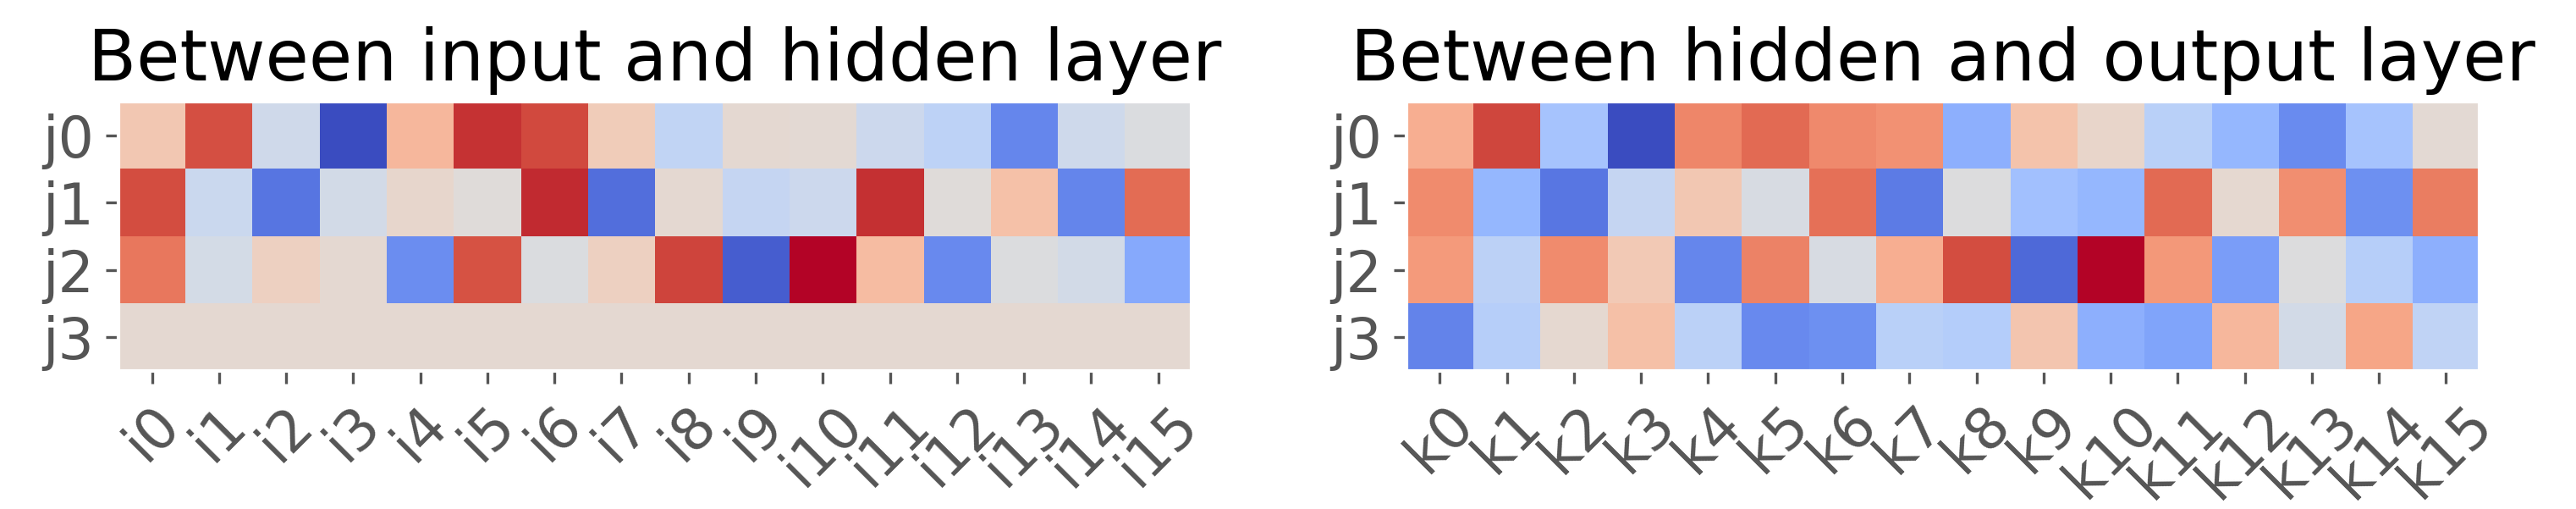 Between input and hidden layer
j0
j1
j2
j3
i0 i1 i2 i3 i4 i5 i6 i7 i8 i9 i10 i11 i12 i13 i14 i15
Between hidden and output layer
j0
j1
j2
j3
k0 k1 k2 k3 k4 k5 k6 k7 k8 k9 k10 k11 k12 k13 k14 k15